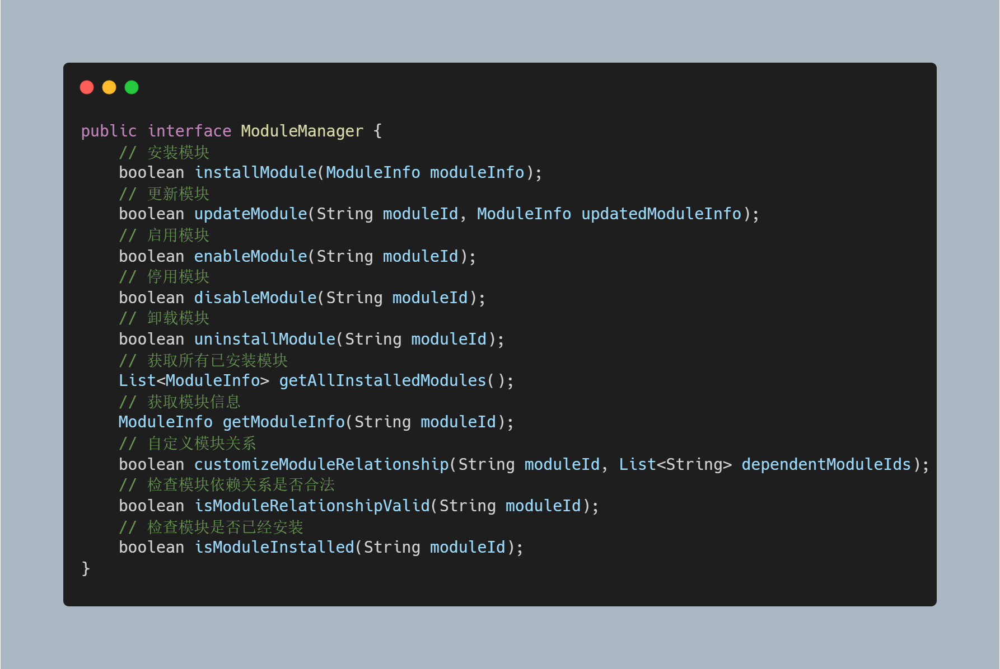 public interface ModuleManager {
    // 安装模块
    boolean installModule(ModuleInfo moduleInfo);
    // 更新模块
    boolean updateModule(String moduleId, ModuleInfo updatedModuleInfo);
    // 启用模块
    boolean enableModule(String moduleId);
    // 停用模块
    boolean disableModule(String moduleId);
    // 卸载模块
    boolean uninstallModule(String moduleId);
    // 获取所有已安装模块
    List<ModuleInfo> getAllInstalledModules();
    // 获取模块信息
    ModuleInfo getModuleInfo(String moduleId);
    // 自定义模块关系
    boolean customizeModuleRelationship(String moduleId, List<String> dependentModuleIds);
    // 检查模块依赖关系是否合法
    boolean isModuleRelationshipValid(String moduleId);
    // 检查模块是否已经安装
    boolean isModuleInstalled(String moduleId);
}